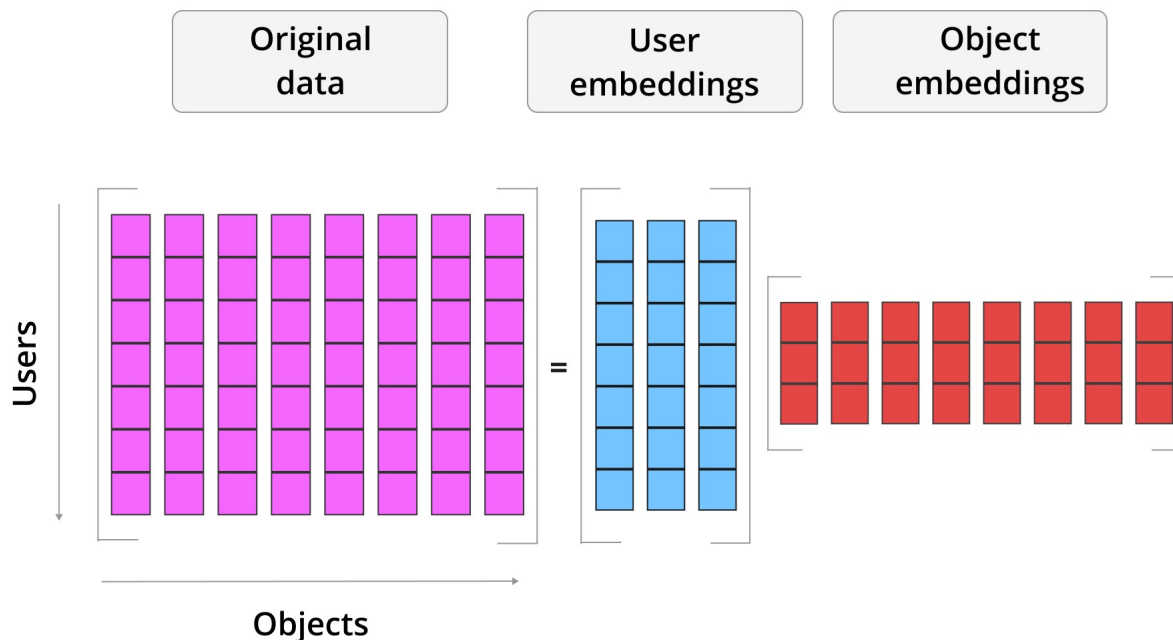 Original
data
User
embeddings
Object
embeddings
Users
=
Objects